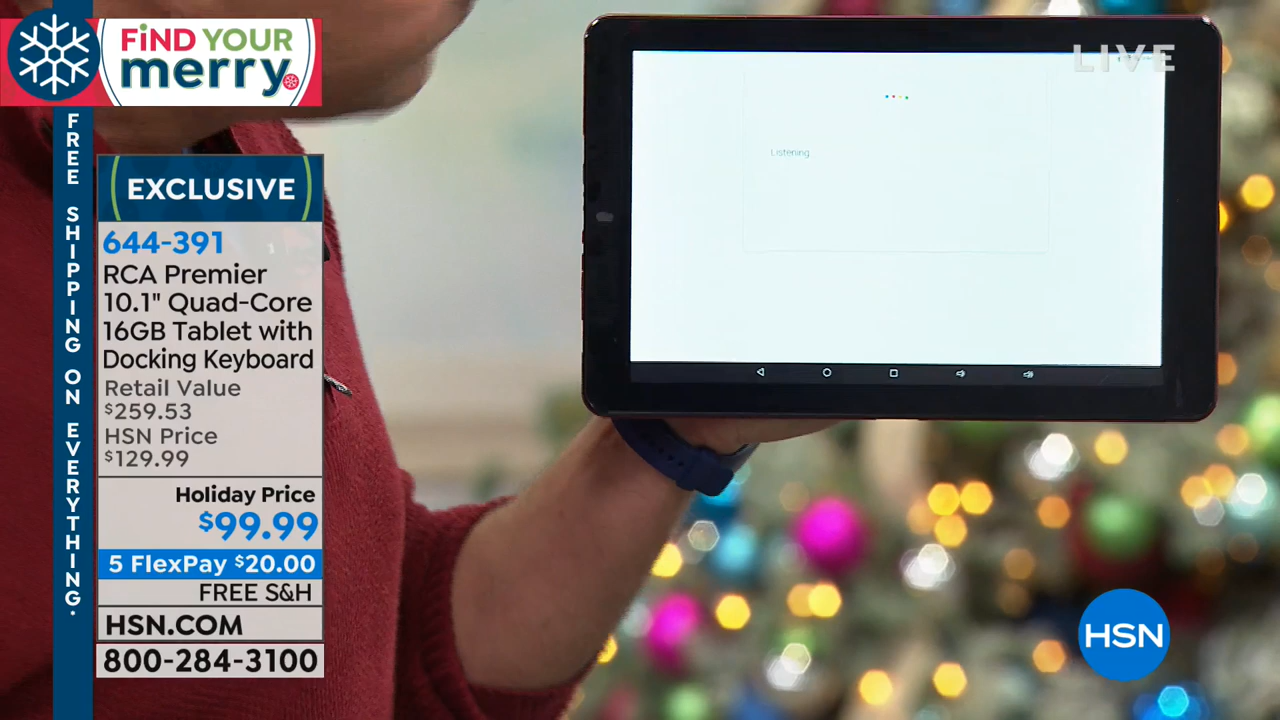 FiND YOUR
merry.
LIVE
FREE SHIPPING ON EVERYTHING.*
EXCLUSIVE
644-391
RCA Premier
10.1" Quad-Core
16GB Tablet with
Docking Keyboard
Retail Value
$259.53
HSN Price
$129.99
Holiday Price
$99.99
5 FlexPay $20.00
FREE S&H
HSN.COM
800-284-3100
Listening
HSN